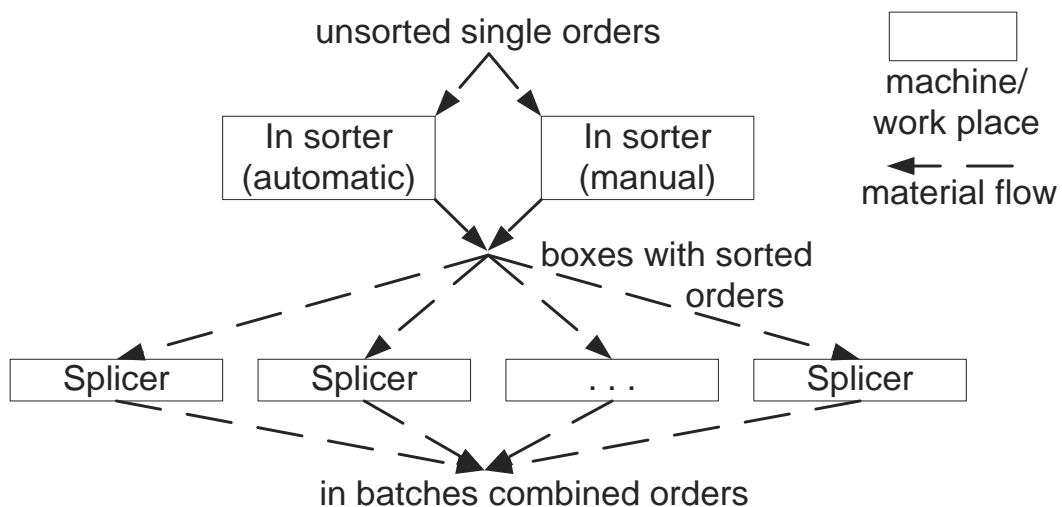 unsorted single orders
machine/
work place
In sorter
(automatic)
In sorter
(manual)
material flow
boxes with sorted
orders
Splicer
Splicer
. . .
Splicer
in batches combined orders